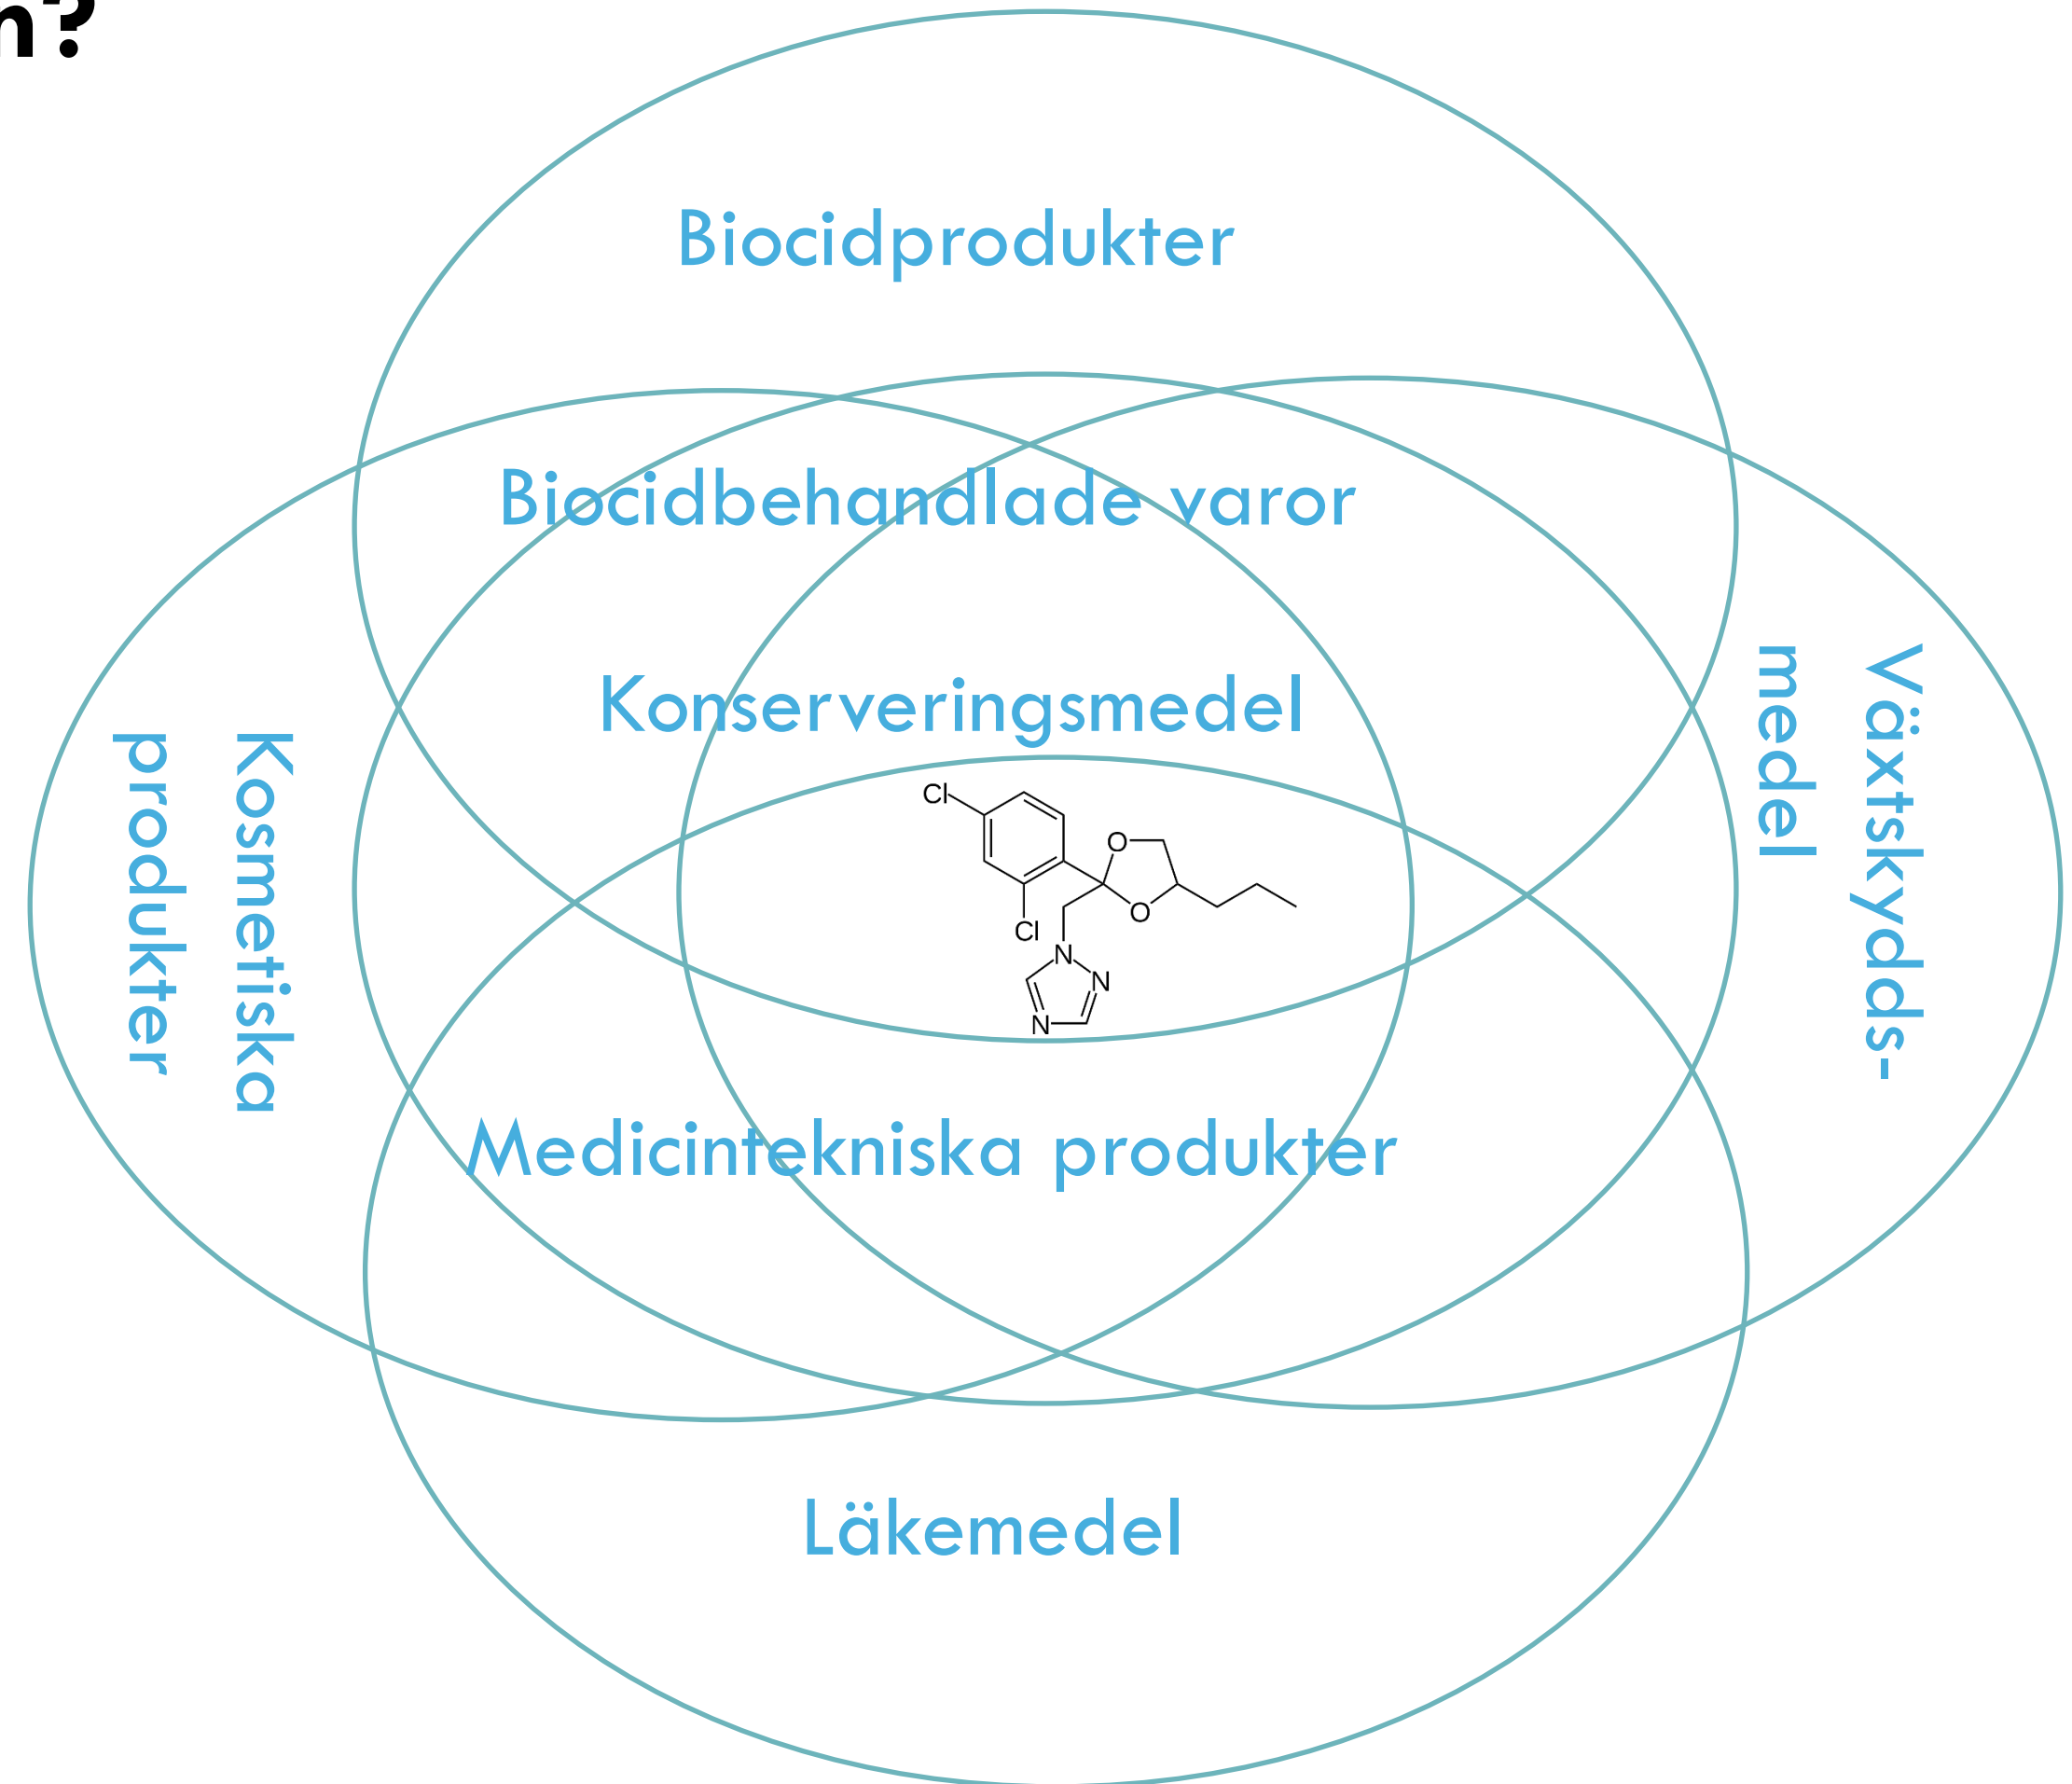 n?
Biocidprodukter
Biocidbehandlade varor
Konserveringsmedel
Kosmetiska
produkter
Växtskydds-
medel
Cl
O
O
Cl
N
N
N
Medicintekniska produkter
Läkemedel